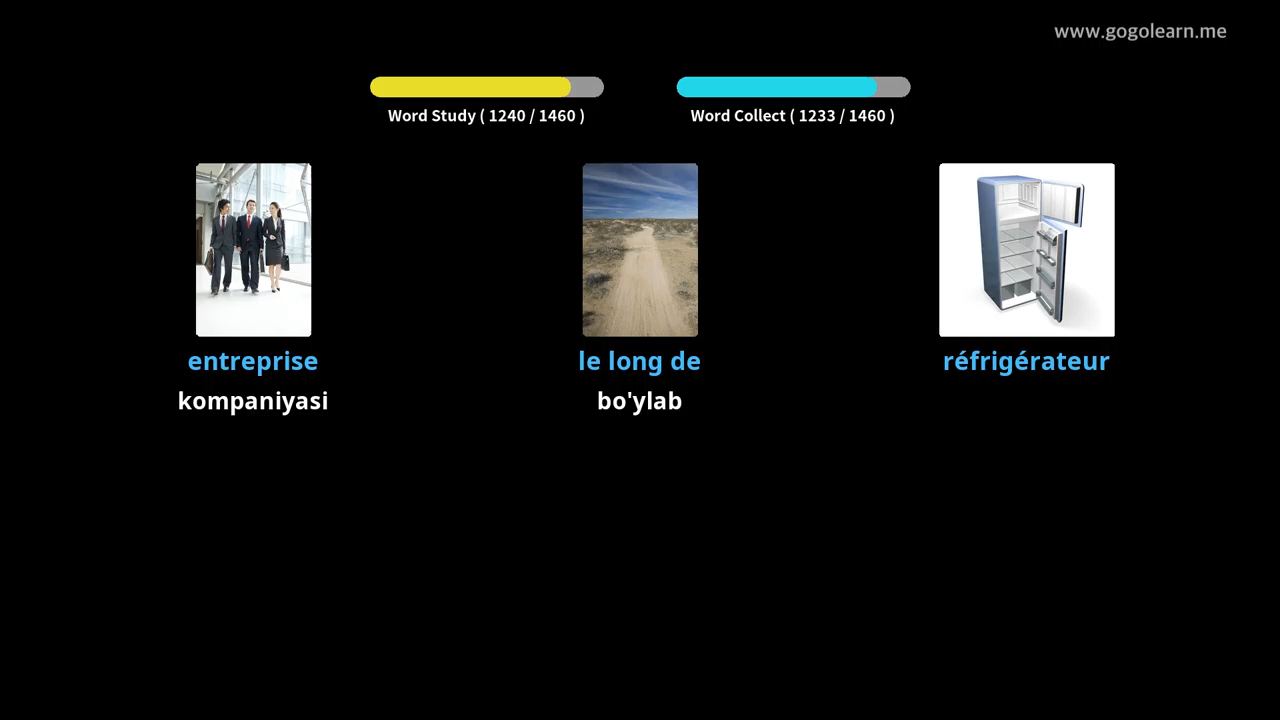 www.gogolearn.me
Word Study ( 1240 / 1460 )
Word Collect ( 1233 / 1460 )
entreprise
kompaniyasi
le long de
bo'ylab
réfrigérateur